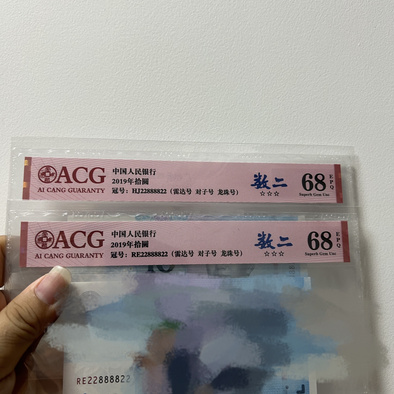 ACG
AI CANG GUARANTY
中国人民银行
2019年拾圆
冠号：HJ22888822（雷达号 对子号 龙珠号）
数二
☆☆☆
68
EPQ
Superb Gem Unc
ACG
AI CANG GUARANTY
中国人民银行
2019年拾圆
冠号：RE22888822（雷达号 对子号 龙珠号）
数二
☆☆☆
68
EPQ
Superb Gem Unc
RE22888822